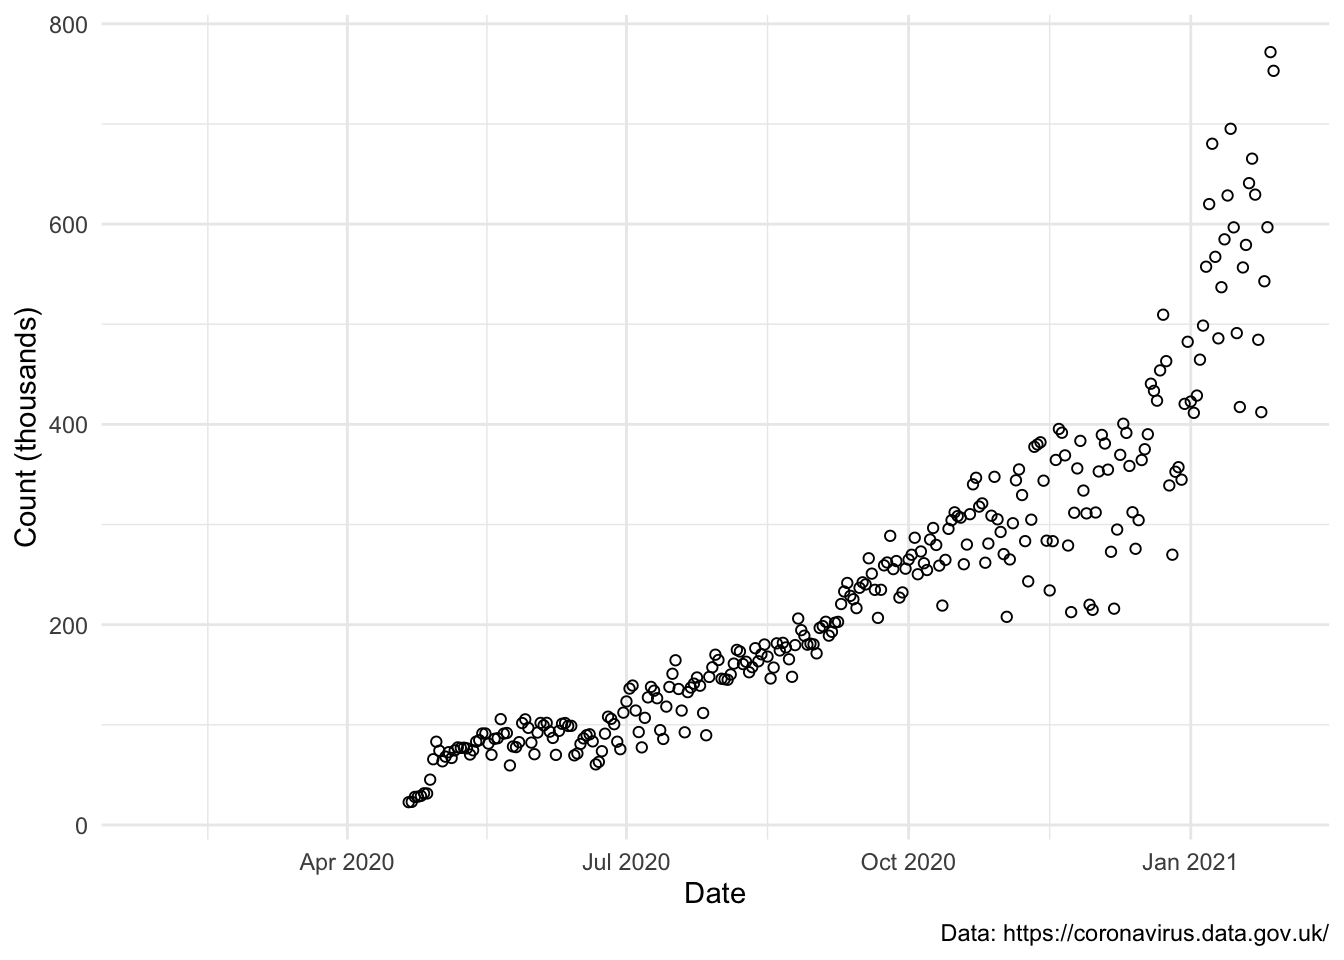 800
600
400
200
0
Count (thousands)
Apr 2020
Jul 2020
Oct 2020
Jan 2021
Date
Data: https://coronavirus.data.gov.uk/